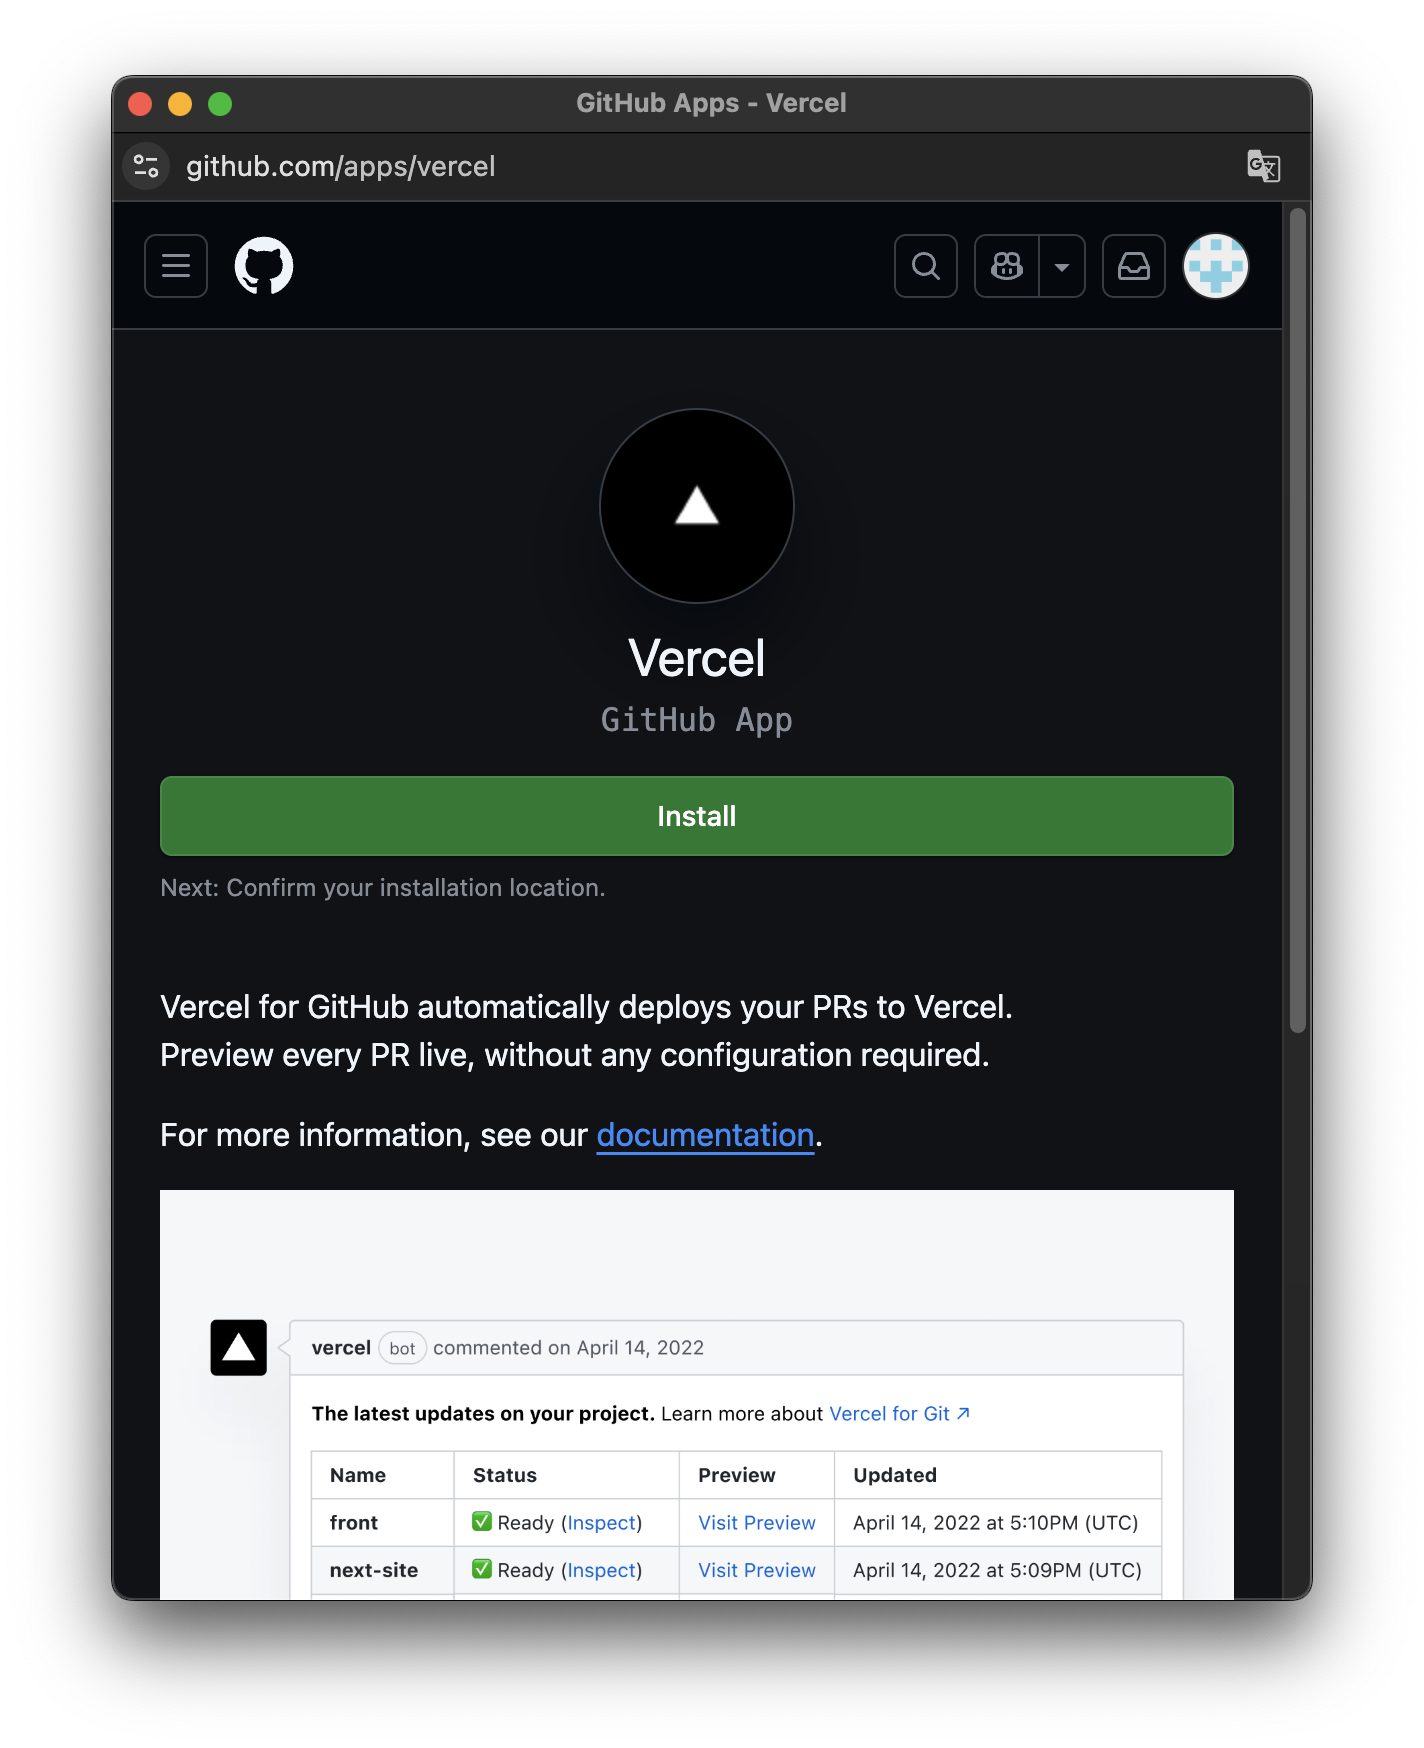 GitHub Apps - Vercel
github.com/apps/vercel
Vercel
GitHub App
Install
Next: Confirm your installation location.
Vercel for GitHub automatically deploys your PRs to Vercel.
Preview every PR live, without any configuration required.
For more information, see our documentation.
vercel bot commented on April 14, 2022
The latest updates on your project. Learn more about Vercel for Git ↗
Name Status Preview Updated
front ✅ Ready (Inspect) Visit Preview April 14, 2022 at 5:10PM (UTC)
next-site ✅ Ready (Inspect) Visit Preview April 14, 2022 at 5:09PM (UTC)